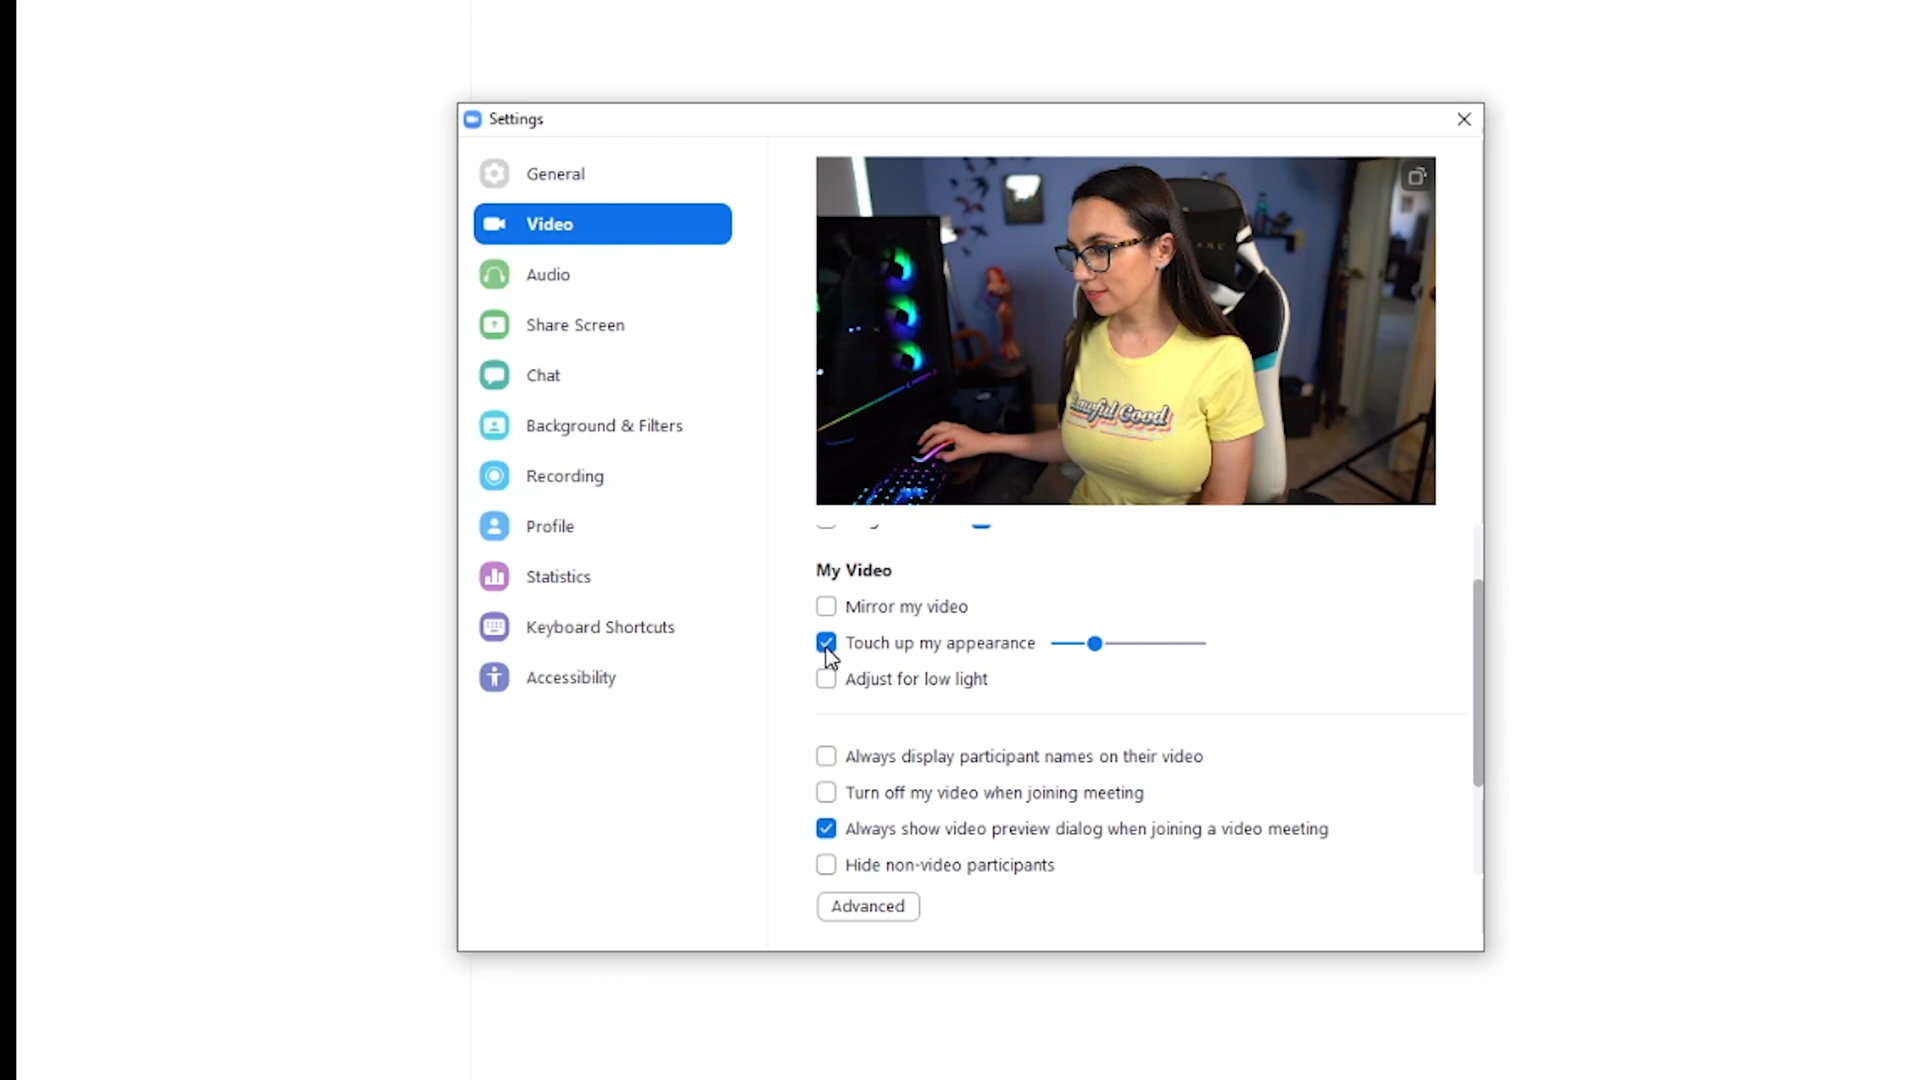 Settings
General
Video
Audio
Share Screen
Chat
Background & Filters
Recording
Profile
Statistics
Keyboard Shortcuts
Accessibility
Lawful Good
My Video
Mirror my video
Touch up my appearance
Adjust for low light
Always display participant names on their video
Turn off my video when joining meeting
Always show video preview dialog when joining a video meeting
Hide non-video participants
Advanced